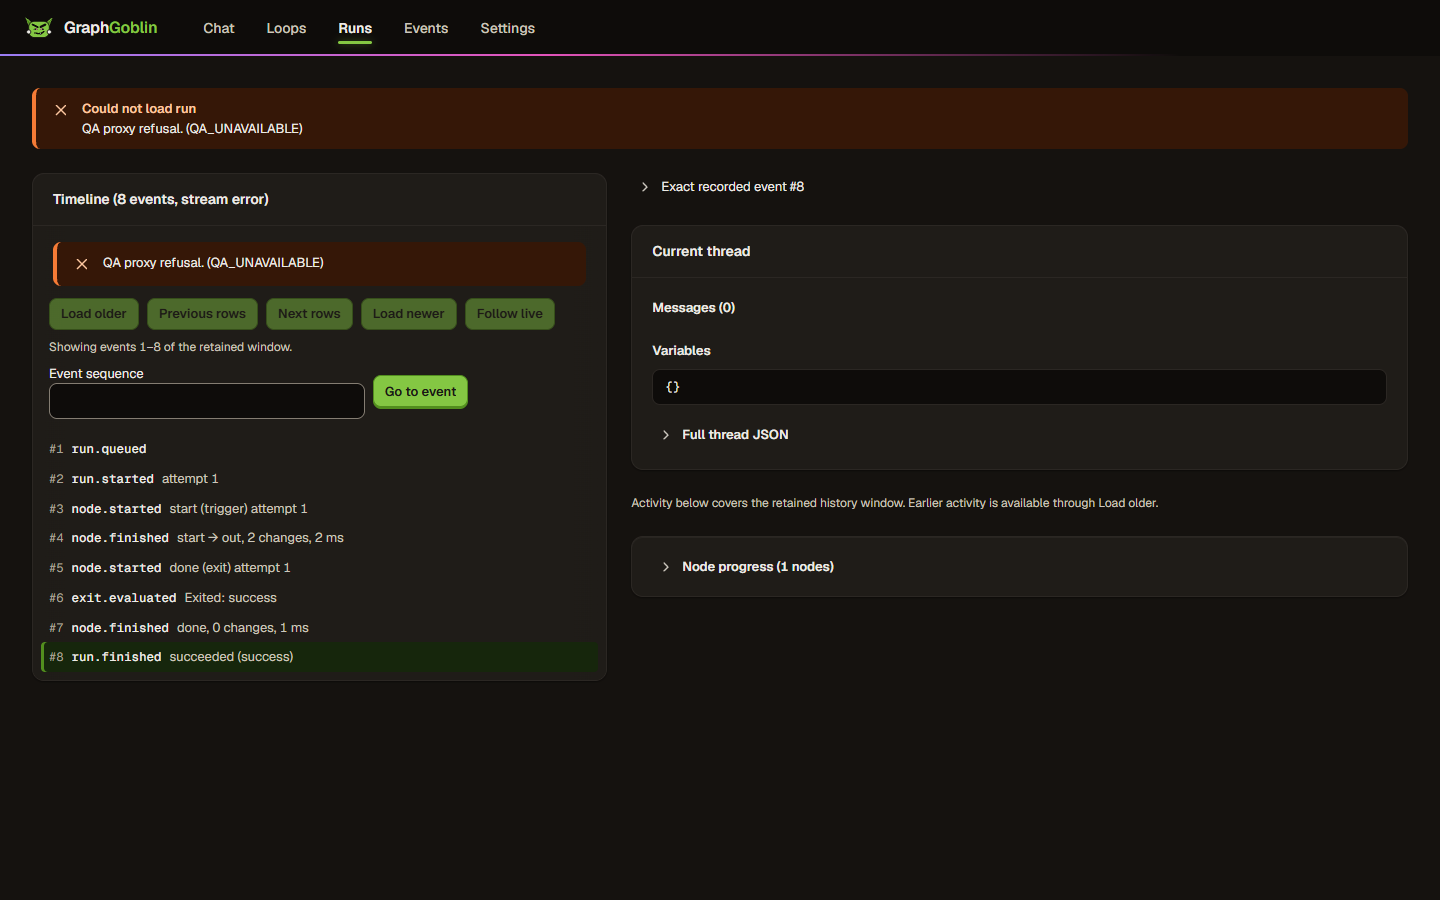 GraphGoblin Chat Loops Runs Events Settings
Could not load run
QA proxy refusal. (QA_UNAVAILABLE)
Timeline (8 events, stream error)
QA proxy refusal. (QA_UNAVAILABLE)
Load older Previous rows Next rows Load newer Follow live
Showing events 1–8 of the retained window.
Event sequence
Go to event
#1 run.queued
#2 run.started attempt 1
#3 node.started start (trigger) attempt 1
#4 node.finished start → out, 2 changes, 2 ms
#5 node.started done (exit) attempt 1
#6 exit.evaluated Exited: success
#7 node.finished done, 0 changes, 1 ms
#8 run.finished succeeded (success)
Exact recorded event #8
Current thread
Messages (0)
Variables
{}
Full thread JSON
Activity below covers the retained history window. Earlier activity is available through Load older.
Node progress (1 nodes)